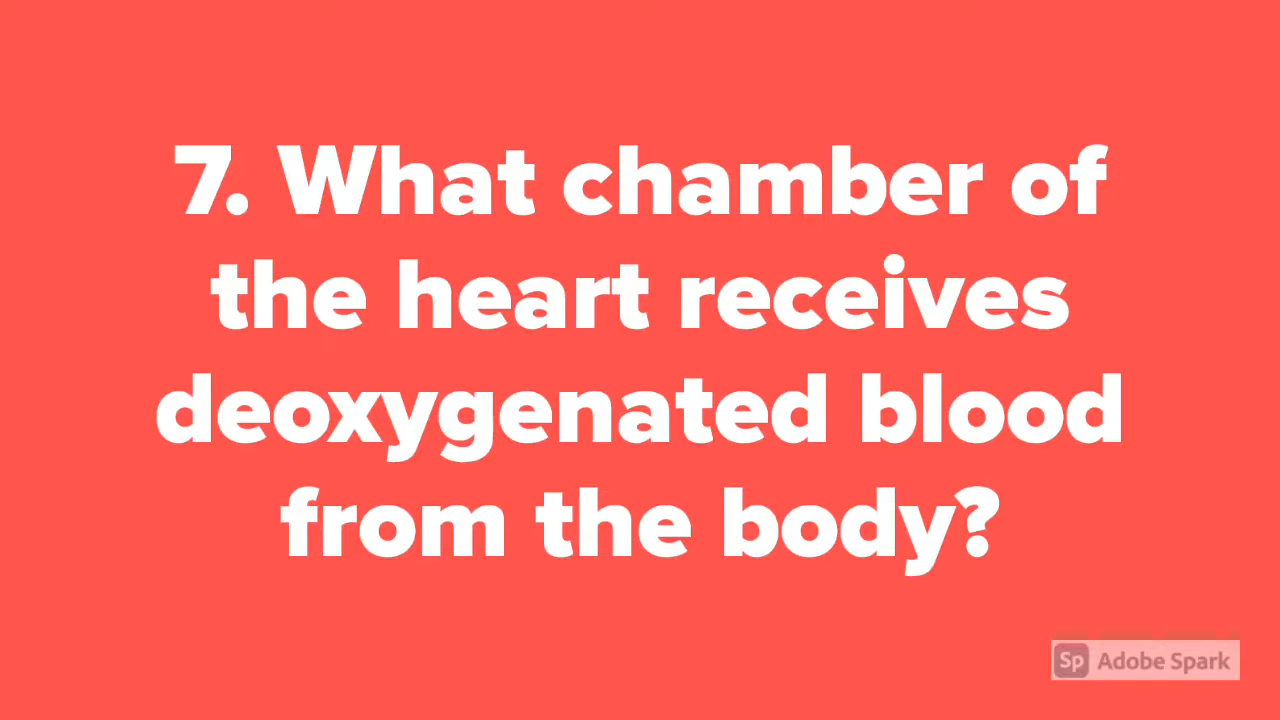 7. What chamber of
the heart receives
deoxygenated blood
from the body?
Sp Adobe Spark